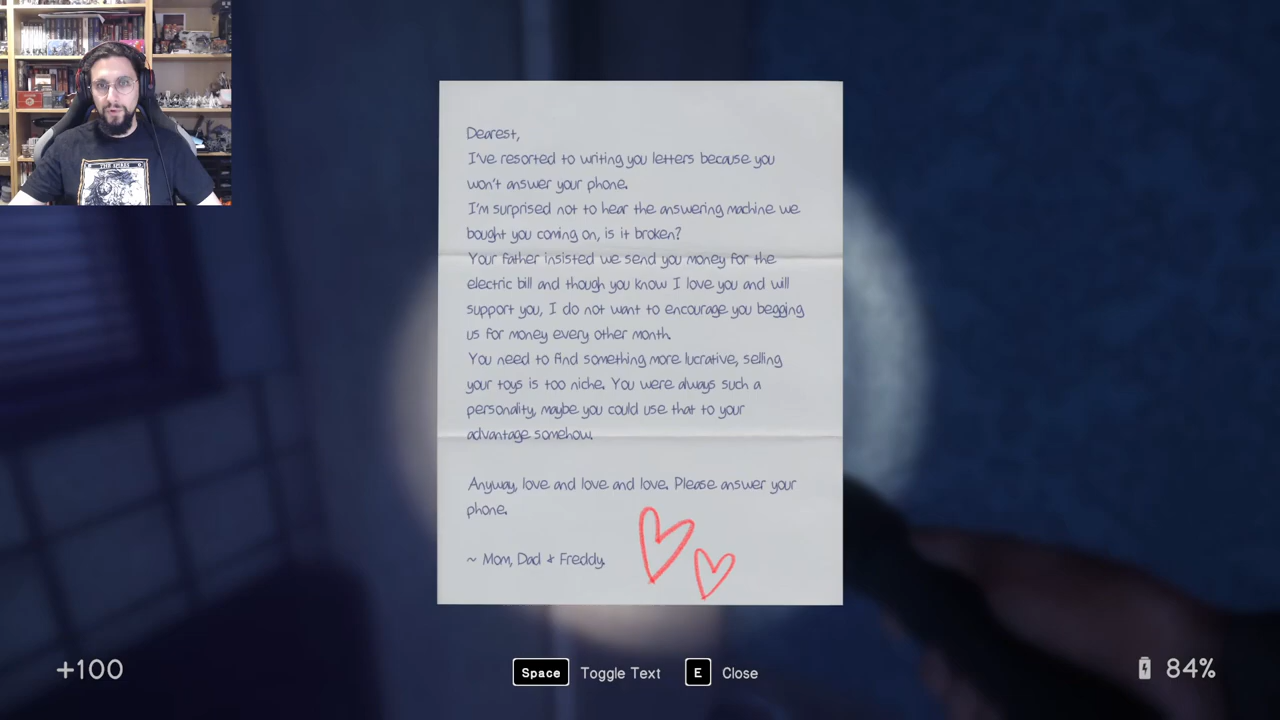 Dearest,
I've resorted to writing you letters because you
won't answer your phone.
I'm surprised not to hear the answering machine we
bought you coming on, is it broken?
Your father insisted we send you money for the
electric bill and though you know I love you and will
support you, I do not want to encourage you begging
us for money every other month.
You need to find something more lucrative, selling
your toys is too niche. You were always such a
personality, maybe you could use that to your
advantage somehow.
Anyway, love and love and love. Please answer your
phone.
~ Mom, Dad + Freddy.
+100
Space Toggle Text E Close
84%